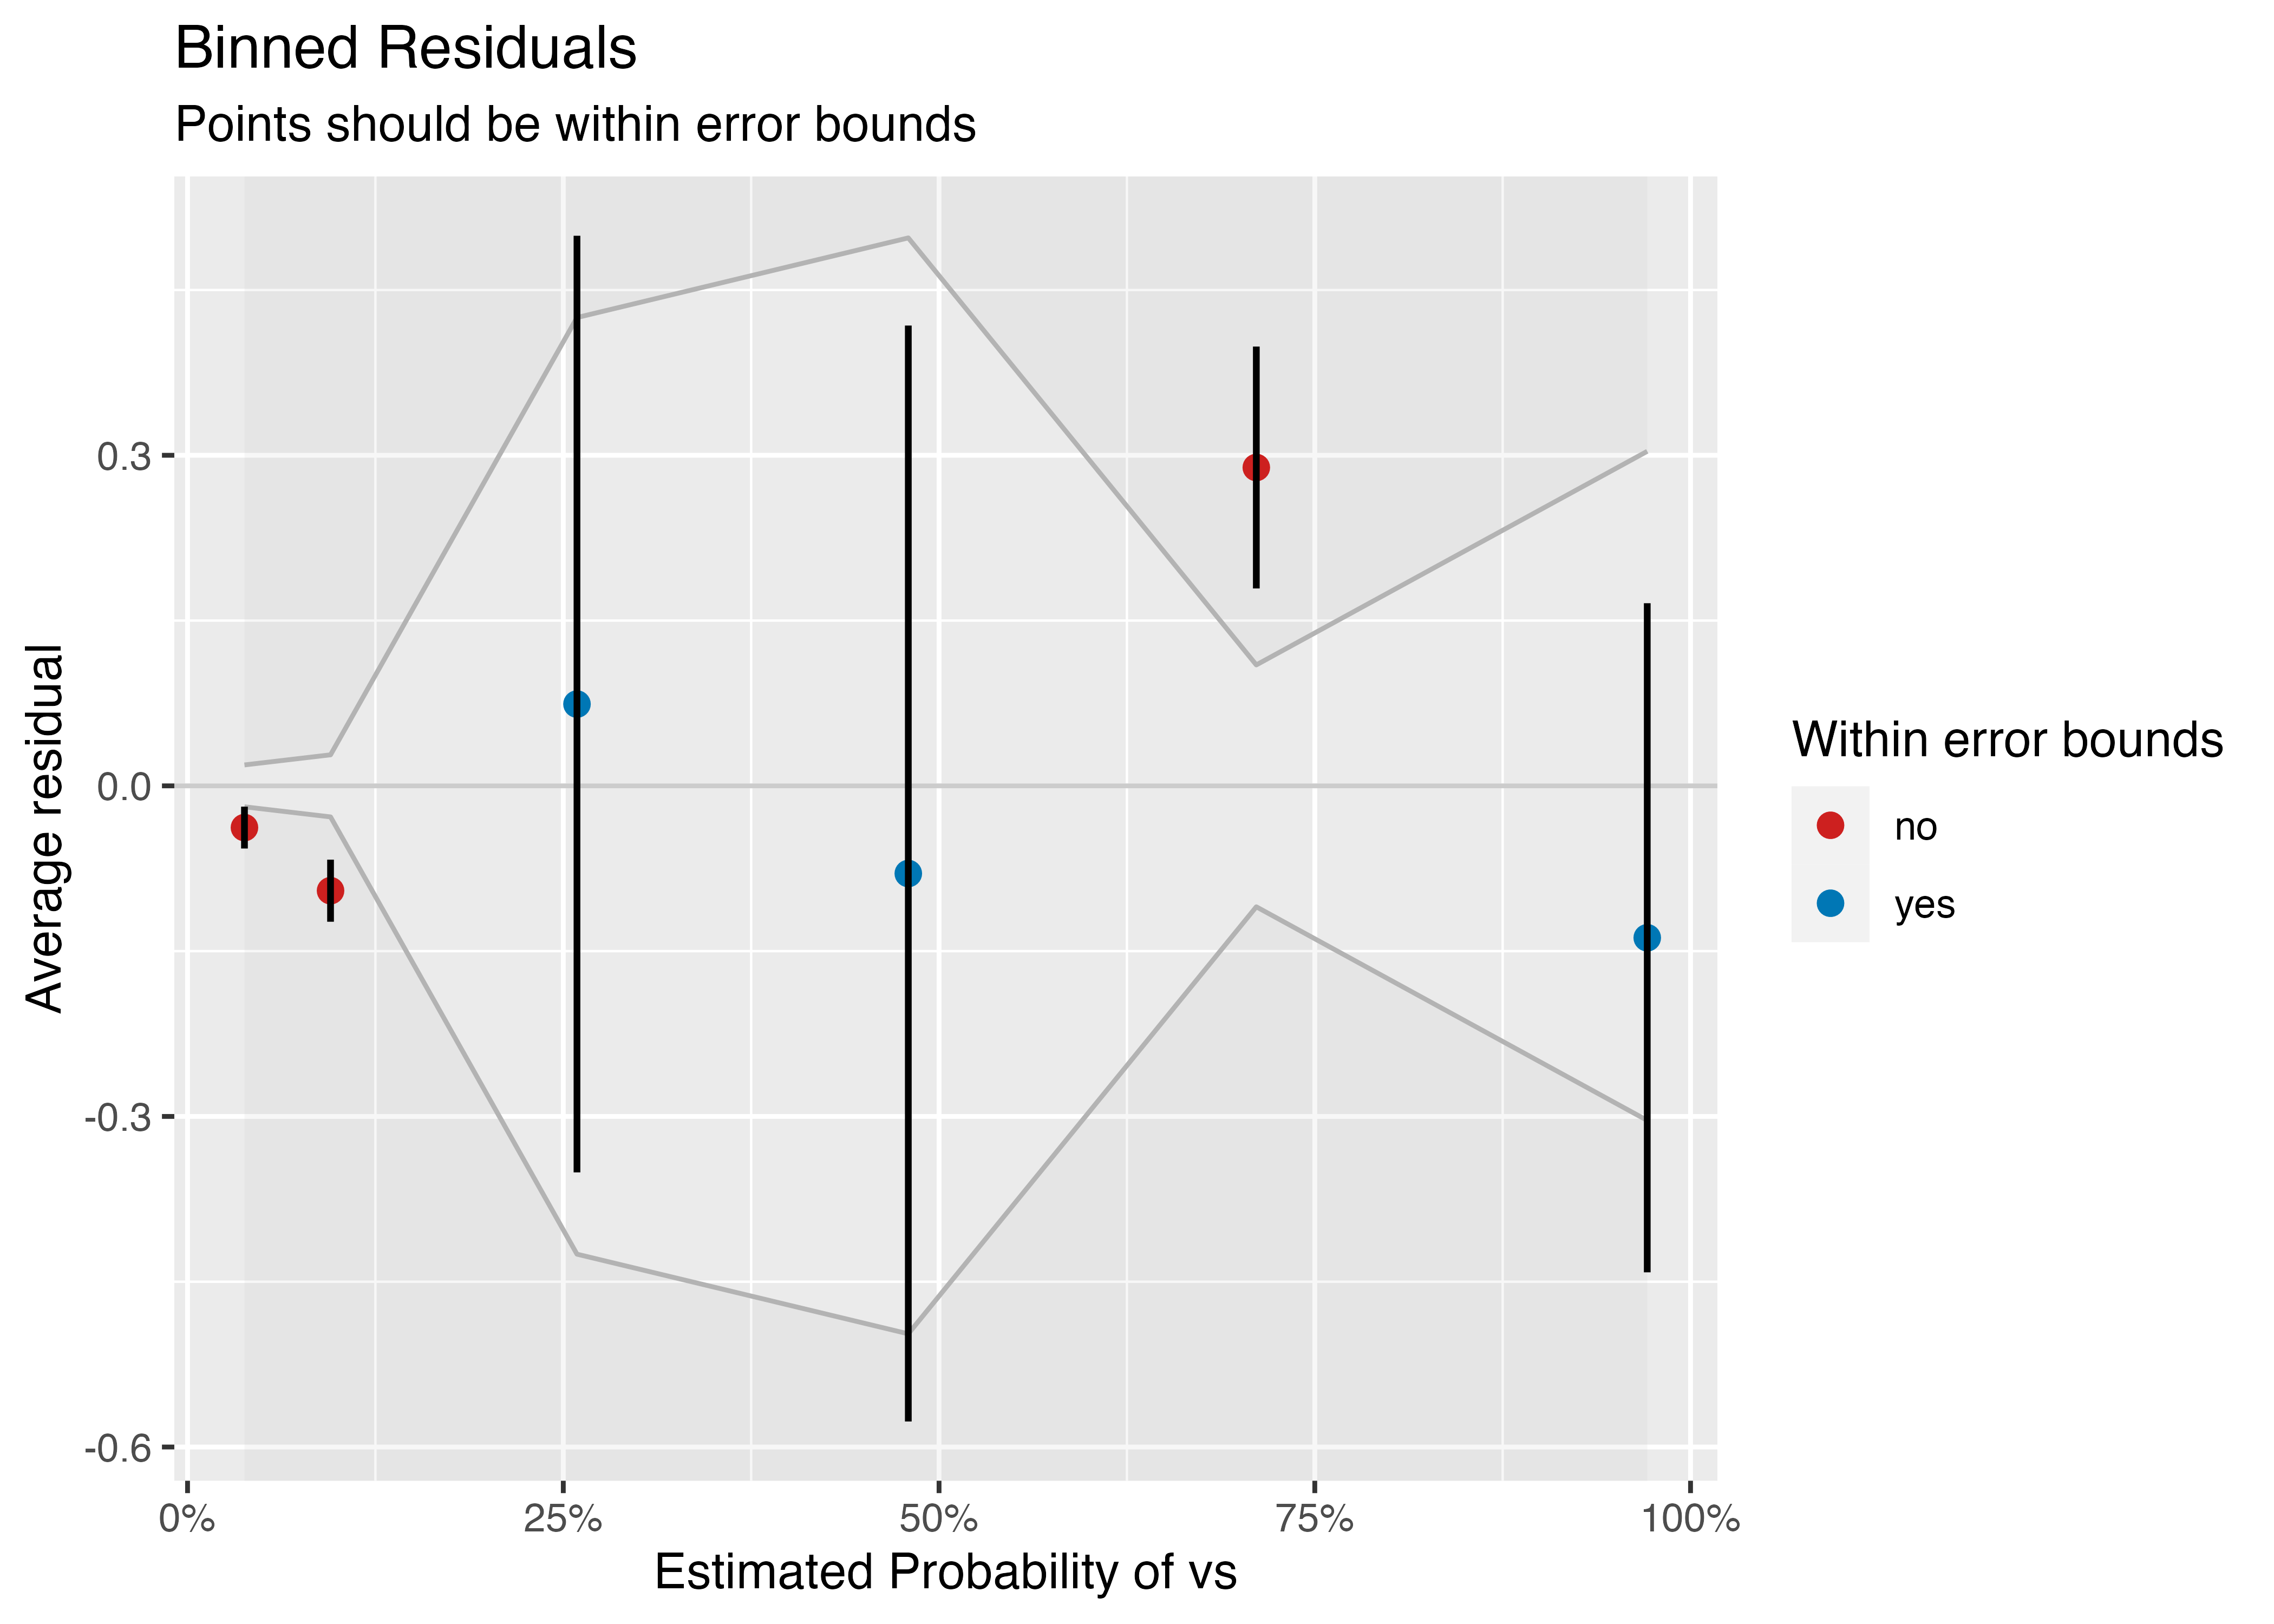 Binned Residuals
Points should be within error bounds
Average residual
0.3
0.0
-0.3
-0.6
0%
25%
50%
75%
100%
Estimated Probability of vs
Within error bounds
no
yes